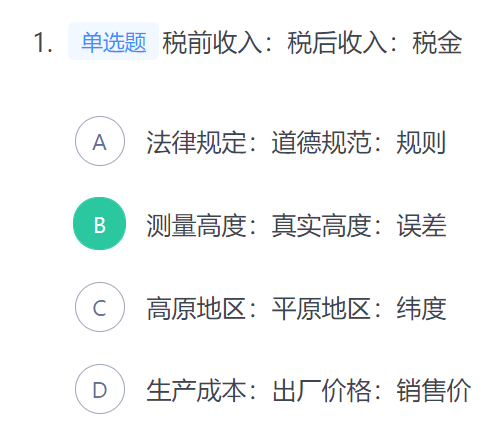 1. 单选题 税前收入：税后收入：税金
A 法律规定：道德规范：规则
B 测量高度：真实高度：误差
C 高原地区：平原地区：纬度
D 生产成本：出厂价格：销售价